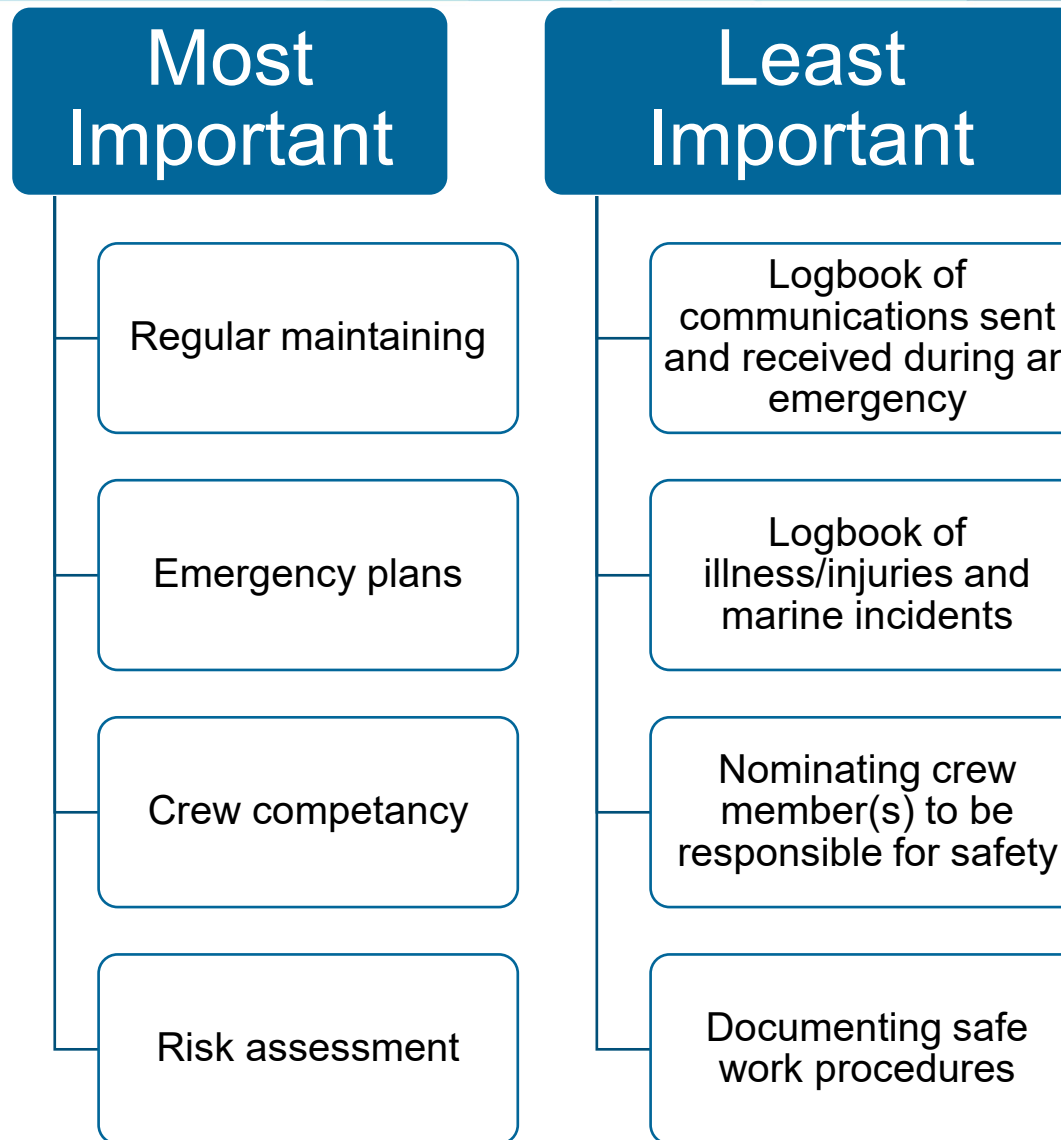 Most
Important
Regular maintaining
Emergency plans
Crew competancy
Risk assessment
Least
Important
Logbook of
communications sent
and received during an
emergency
Logbook of
illness/injuries and
marine incidents
Nominating crew
member(s) to be
responsible for safety
Documenting safe
work procedures